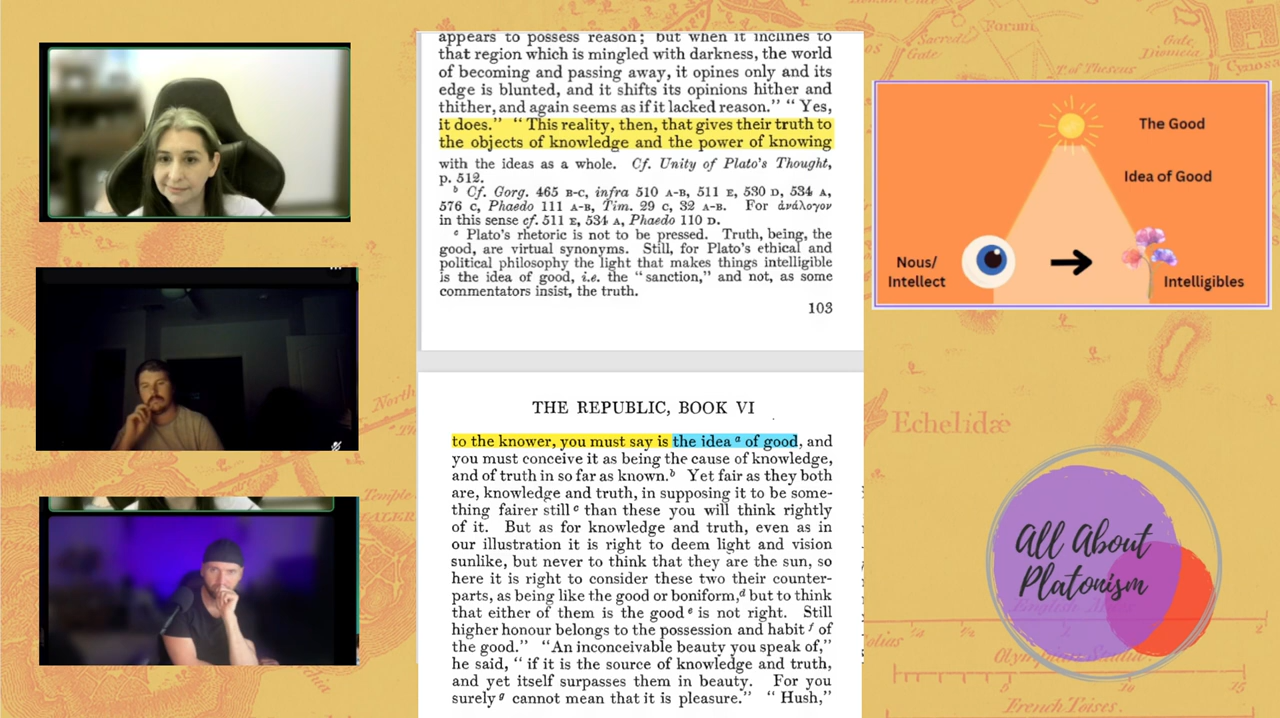 appears to possess reason; but when it inclines to
that region which is mingled with darkness, the world
of becoming and passing away, it opines only and its
edge is blunted, and it shifts its opinions hither and
thither, and again seems as if it lacked reason." " Yes,
it does." " This reality, then, that gives their truth to
the objects of knowledge and the power of knowing
with the ideas as a whole. Cf. Unity of Plato's Thought,
p. 512.
b Cf. Gorg. 465 B-C, infra 510 A-B, 511 E, 530 D, 534 A,
576 C, Phaedo 111 A-B, Tim. 29 C, 32 A-B. For ἀνάλογον
in this sense cf. 511 E, 534 A, Phaedo 110 D.
c Plato's rhetoric is not to be pressed. Truth, being, the
good, are virtual synonyms. Still, for Plato's ethical and
political philosophy the light that makes things intelligible
is the idea of good, i.e. the "sanction," and not, as some
commentators insist, the truth.
103
THE REPUBLIC, BOOK VI
to the knower, you must say is the idea a of good, and
you must conceive it as being the cause of knowledge,
and of truth in so far as known.b Yet fair as they both
are, knowledge and truth, in supposing it to be some-
thing fairer still c than these you will think rightly
of it. But as for knowledge and truth, even as in
our illustration it is right to deem light and vision
sunlike, but never to think that they are the sun, so
here it is right to consider these two their counter-
parts, as being like the good or boniform,d but to think
that either of them is the good e is not right. Still
higher honour belongs to the possession and habit f of
the good." "An inconceivable beauty you speak of,"
he said, " if it is the source of knowledge and truth,
and yet itself surpasses them in beauty. For you
surely g cannot mean that it is pleasure." " Hush,"
The Good
Idea of Good
Nous/
Intellect
Intelligibles
All About
Platonism
Forum
Sacred
Gate
Gate
Diomeia
P.t of Theseus
Cynosa
North
Echelidæ
Olympian Stadia
5
10
15
French Toises.